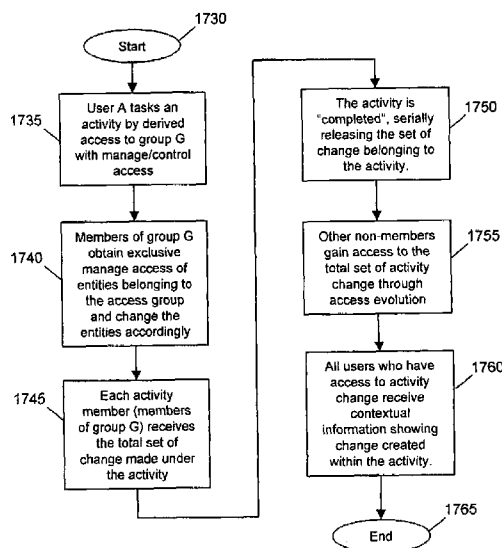 1730
Start
1735
User A tasks an
activity by derived
access to group G
with manage/control
access
1740
Members of group G
obtain exclusive
manage access of
entities belonging to
the access group
and change the
entities accordingly
1745
Each activity
member (members
of group G) receives
the total set of
change made under
the activity
1750
The activity is
"completed", serially
releasing the set of
change belonging to
the activity.
1755
Other non-members
gain access to the
total set of activity
change through
access evolution
1760
All users who have
access to activity
change receive
contextual
information showing
change created
within the activity.
1765
End